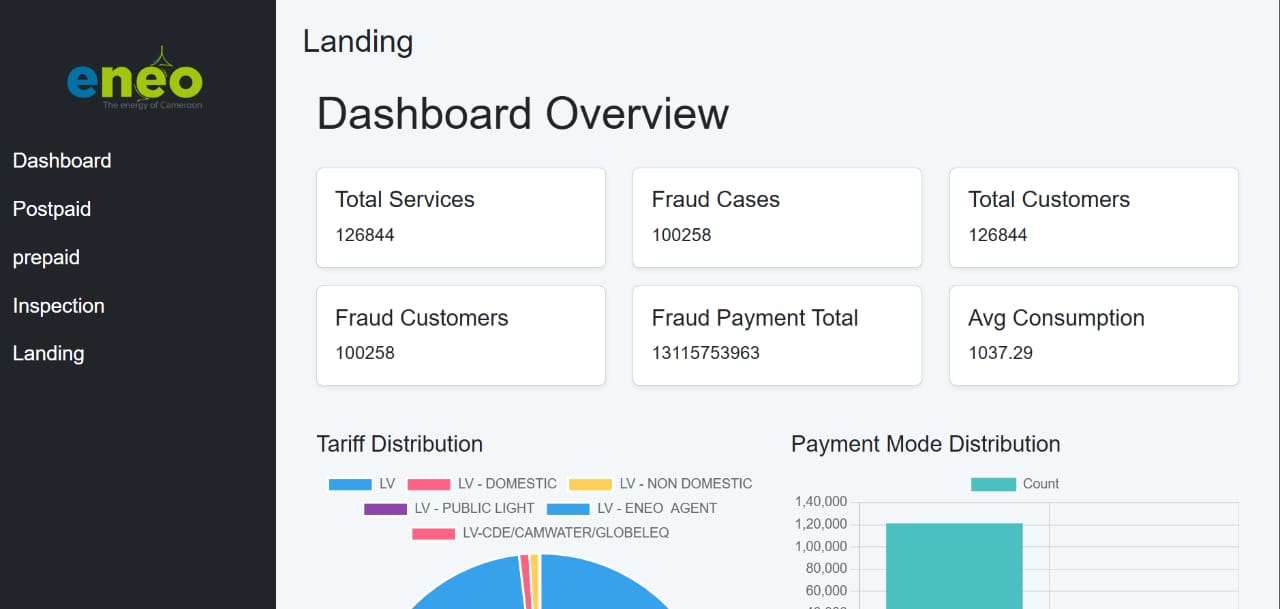 eneo
The energy of Cameroon
Dashboard
Postpaid
prepaid
Inspection
Landing
Landing
Dashboard Overview
Total Services
126844
Fraud Cases
100258
Total Customers
126844
Fraud Customers
100258
Fraud Payment Total
13115753963
Avg Consumption
1037.29
Tariff Distribution
LV LV - DOMESTIC LV - NON DOMESTIC
LV - PUBLIC LIGHT LV - ENEO AGENT
LV-CDE/CAMWATER/GLOBELEQ
Payment Mode Distribution
Count
1,40,000
1,20,000
1,00,000
80,000
60,000